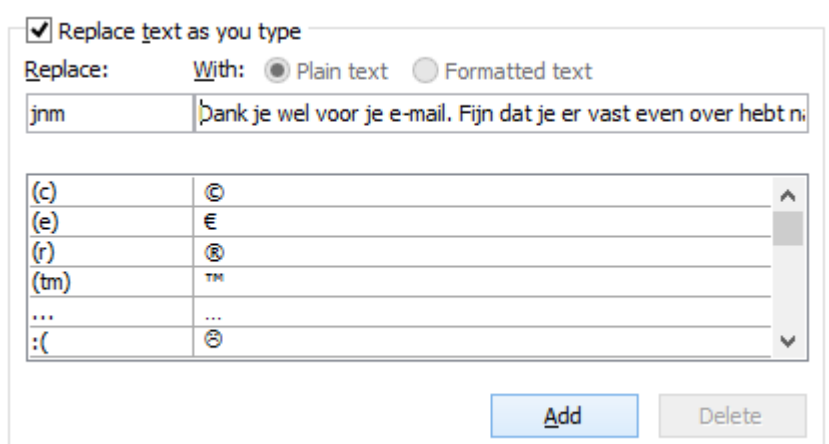 Replace text as you type
Replace: With: Plain text Formatted text
jnm Dank je wel voor je e-mail. Fijn dat je er vast even over hebt
(c) ©
(e) €
(r) ®
(tm) ™
... …
:( ☹
Add Delete